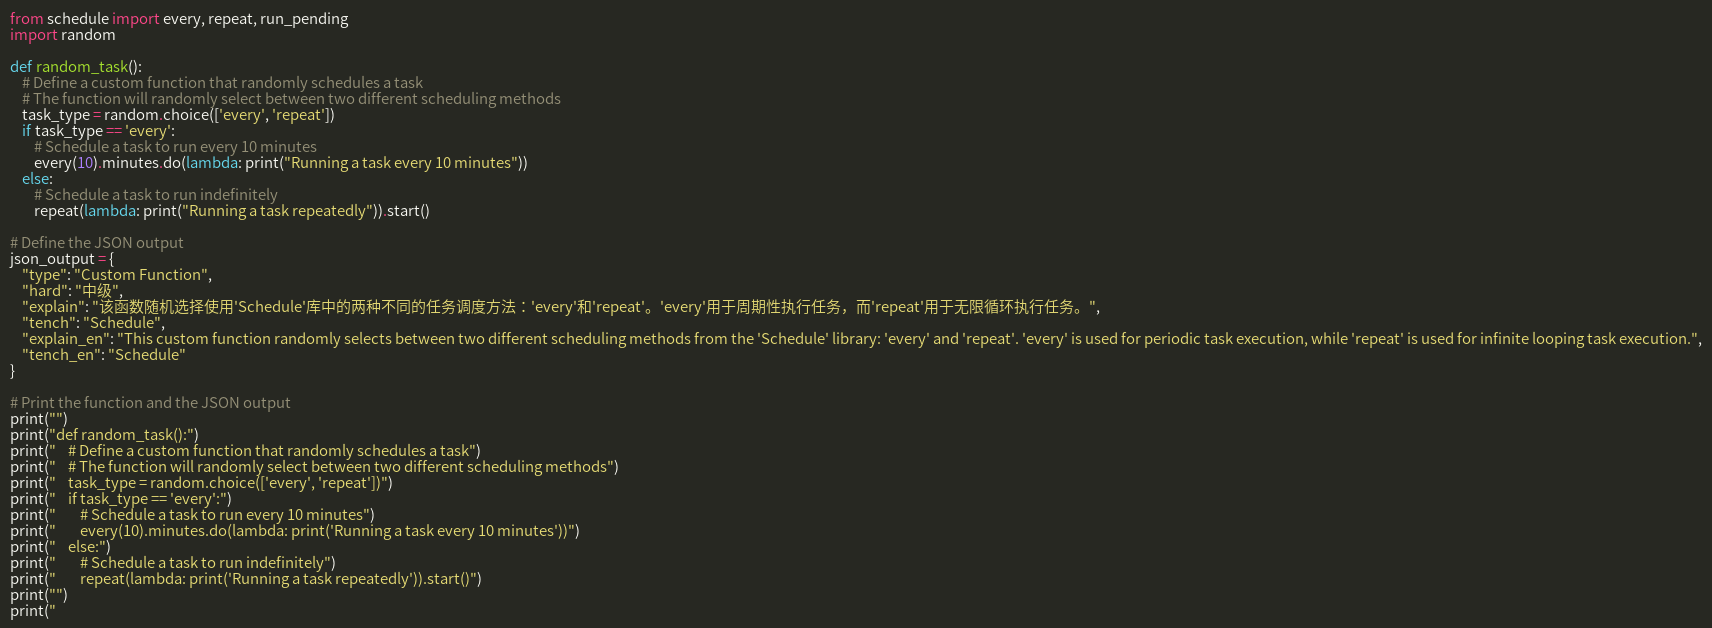 from schedule import every, repeat, run_pending
import random

def random_task():
    # Define a custom function that randomly schedules a task
    # The function will randomly select between two different scheduling methods
    task_type = random.choice(['every', 'repeat'])
    if task_type == 'every':
        # Schedule a task to run every 10 minutes
        every(10).minutes.do(lambda: print("Running a task every 10 minutes"))
    else:
        # Schedule a task to run indefinitely
        repeat(lambda: print("Running a task repeatedly")).start()

# Define the JSON output
json_output = {
    "type": "Custom Function",
    "hard": "中级",
    "explain": "该函数随机选择使用'Schedule'库中的两种不同的任务调度方法：'every'和'repeat'。'every'用于周期性执行任务，而'repeat'用于无限循环执行任务。",
    "tench": "Schedule",
    "explain_en": "This custom function randomly selects between two different scheduling methods from the 'Schedule' library: 'every' and 'repeat'. 'every' is used for periodic task execution, while 'repeat' is used for infinite looping task execution.",
    "tench_en": "Schedule"
}

# Print the function and the JSON output
print("")
print("def random_task():")
print("    # Define a custom function that randomly schedules a task")
print("    # The function will randomly select between two different scheduling methods")
print("    task_type = random.choice(['every', 'repeat'])")
print("    if task_type == 'every':")
print("        # Schedule a task to run every 10 minutes")
print("        every(10).minutes.do(lambda: print('Running a task every 10 minutes'))")
print("    else:")
print("        # Schedule a task to run indefinitely")
print("        repeat(lambda: print('Running a task repeatedly')).start()")
print("")
print("